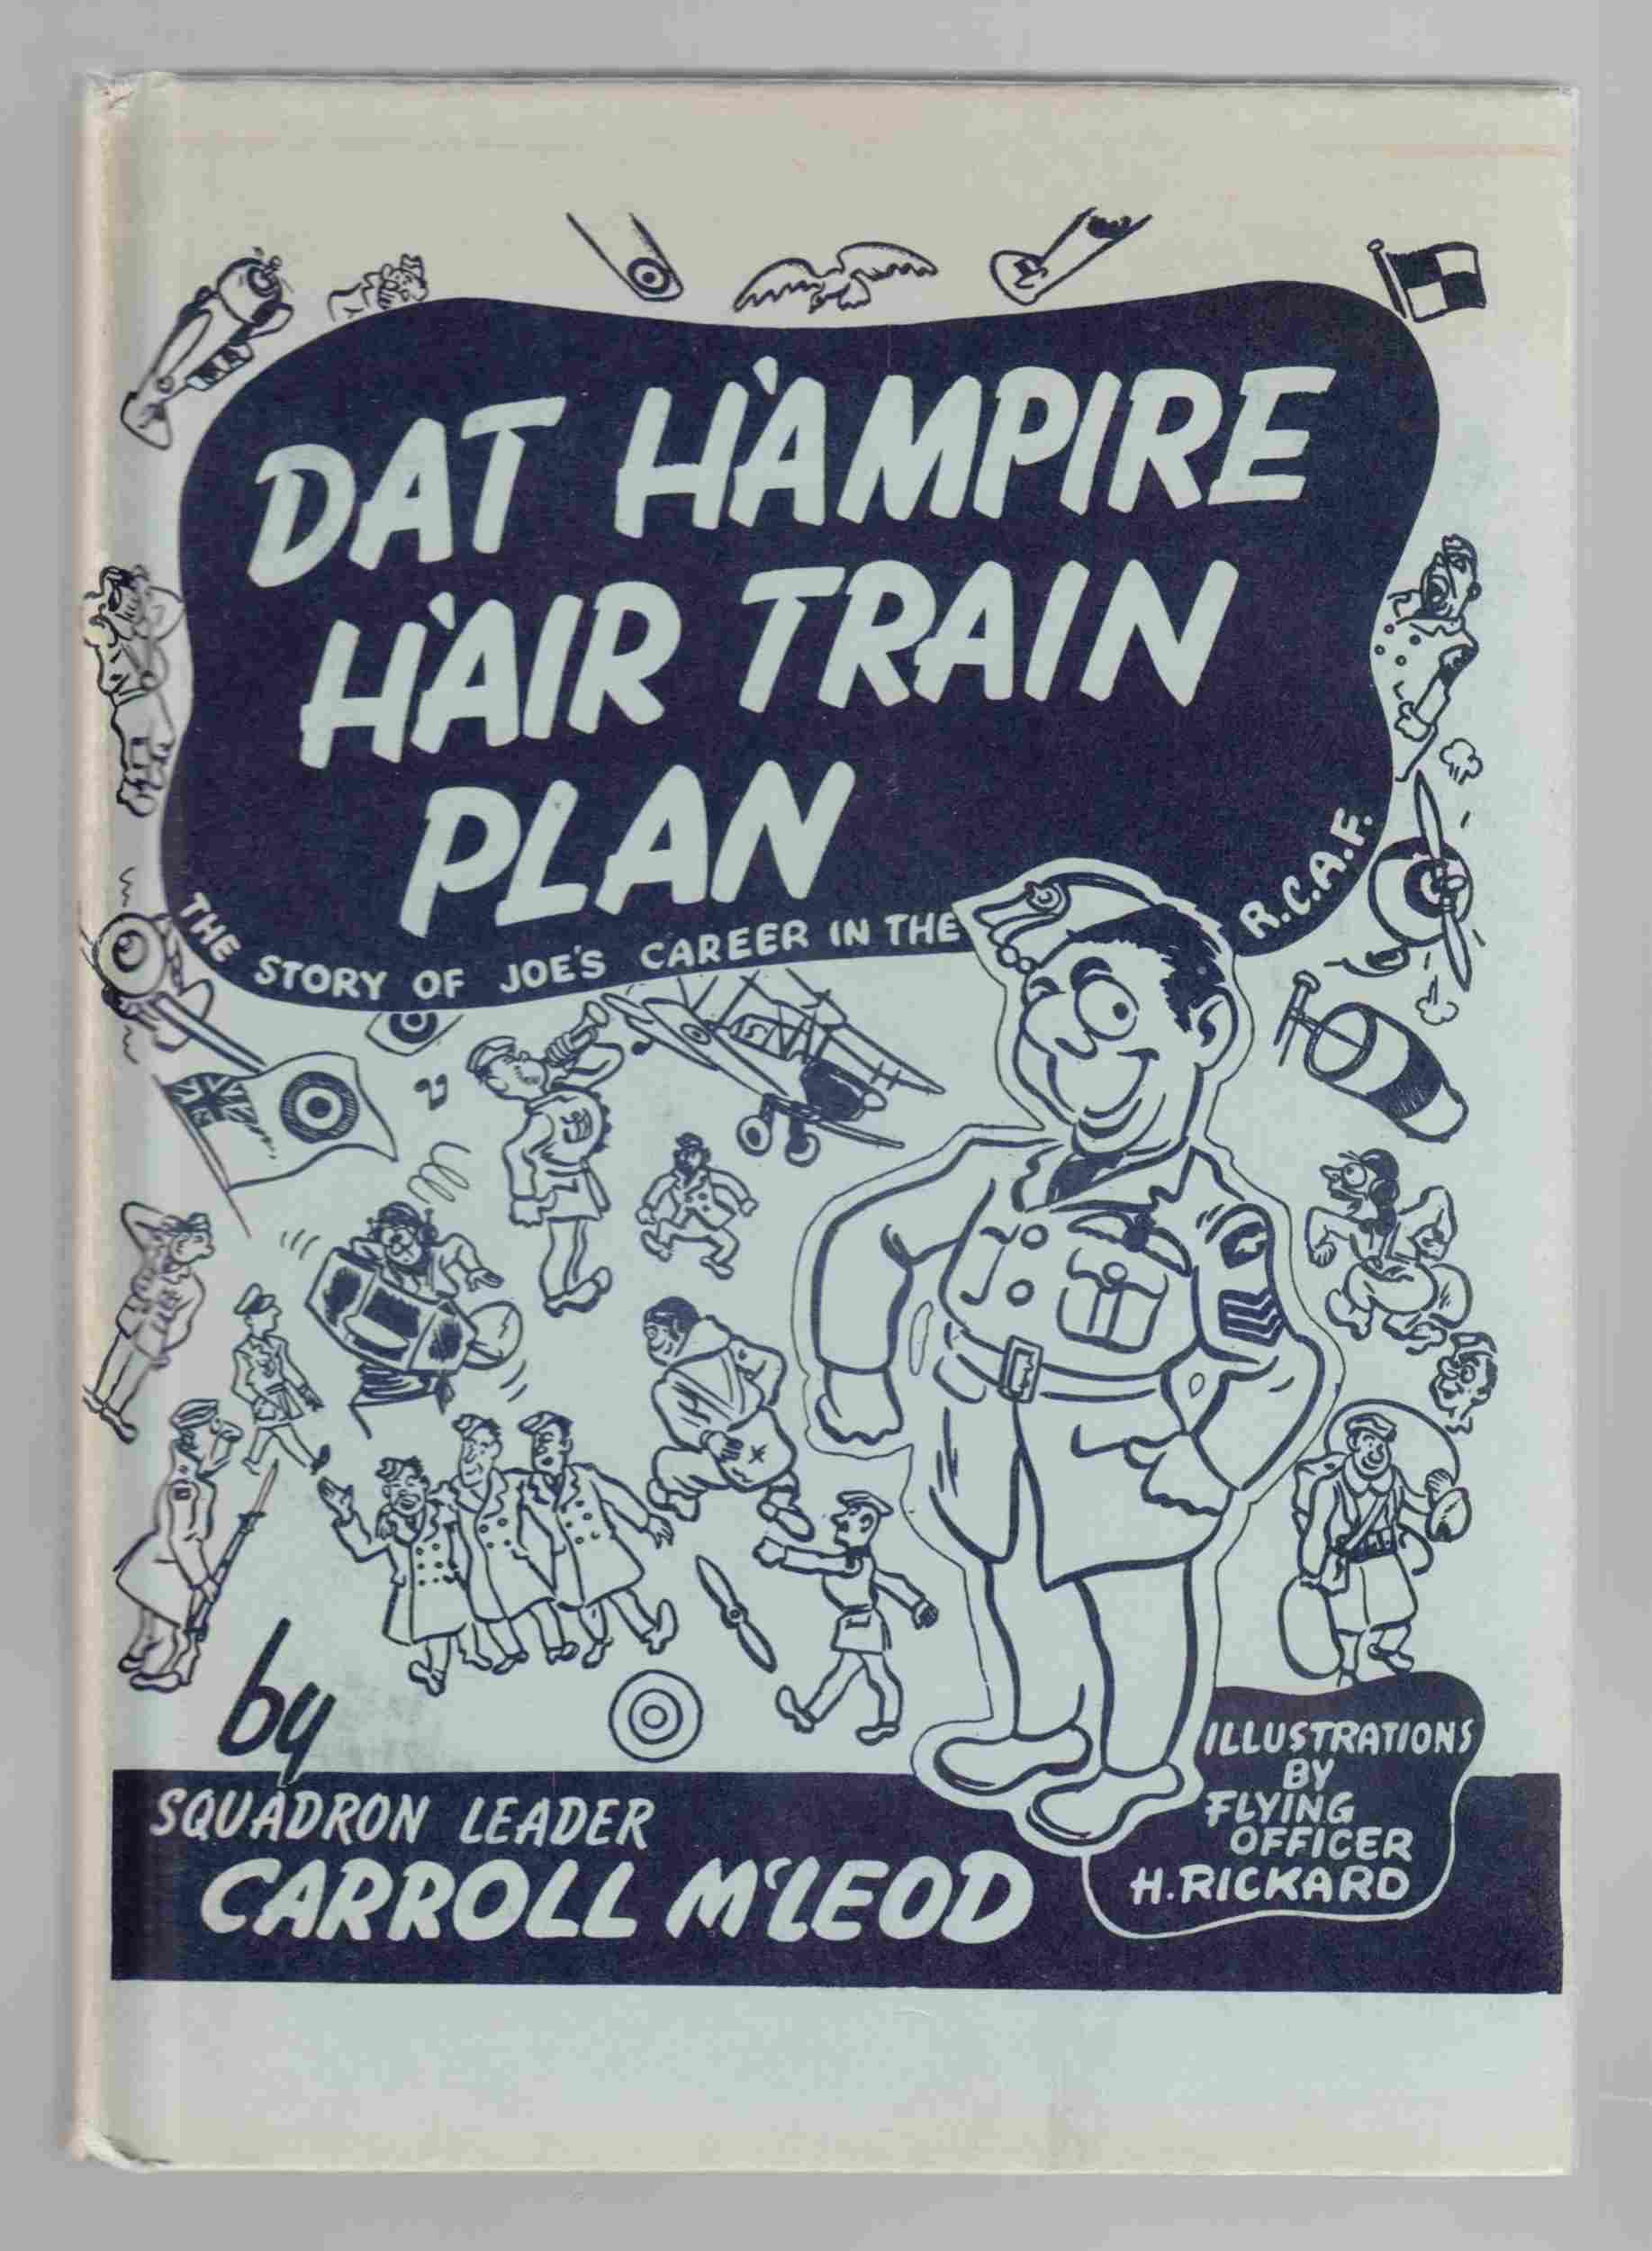 DAT H'AMPIRE
H'AIR TRAIN
PLAN
THE STORY OF JOE'S CAREER IN THE R.C.A.F.
by
SQUADRON LEADER
CARROLL McLEOD
ILLUSTRATIONS
BY
FLYING
OFFICER
H. RICKARD